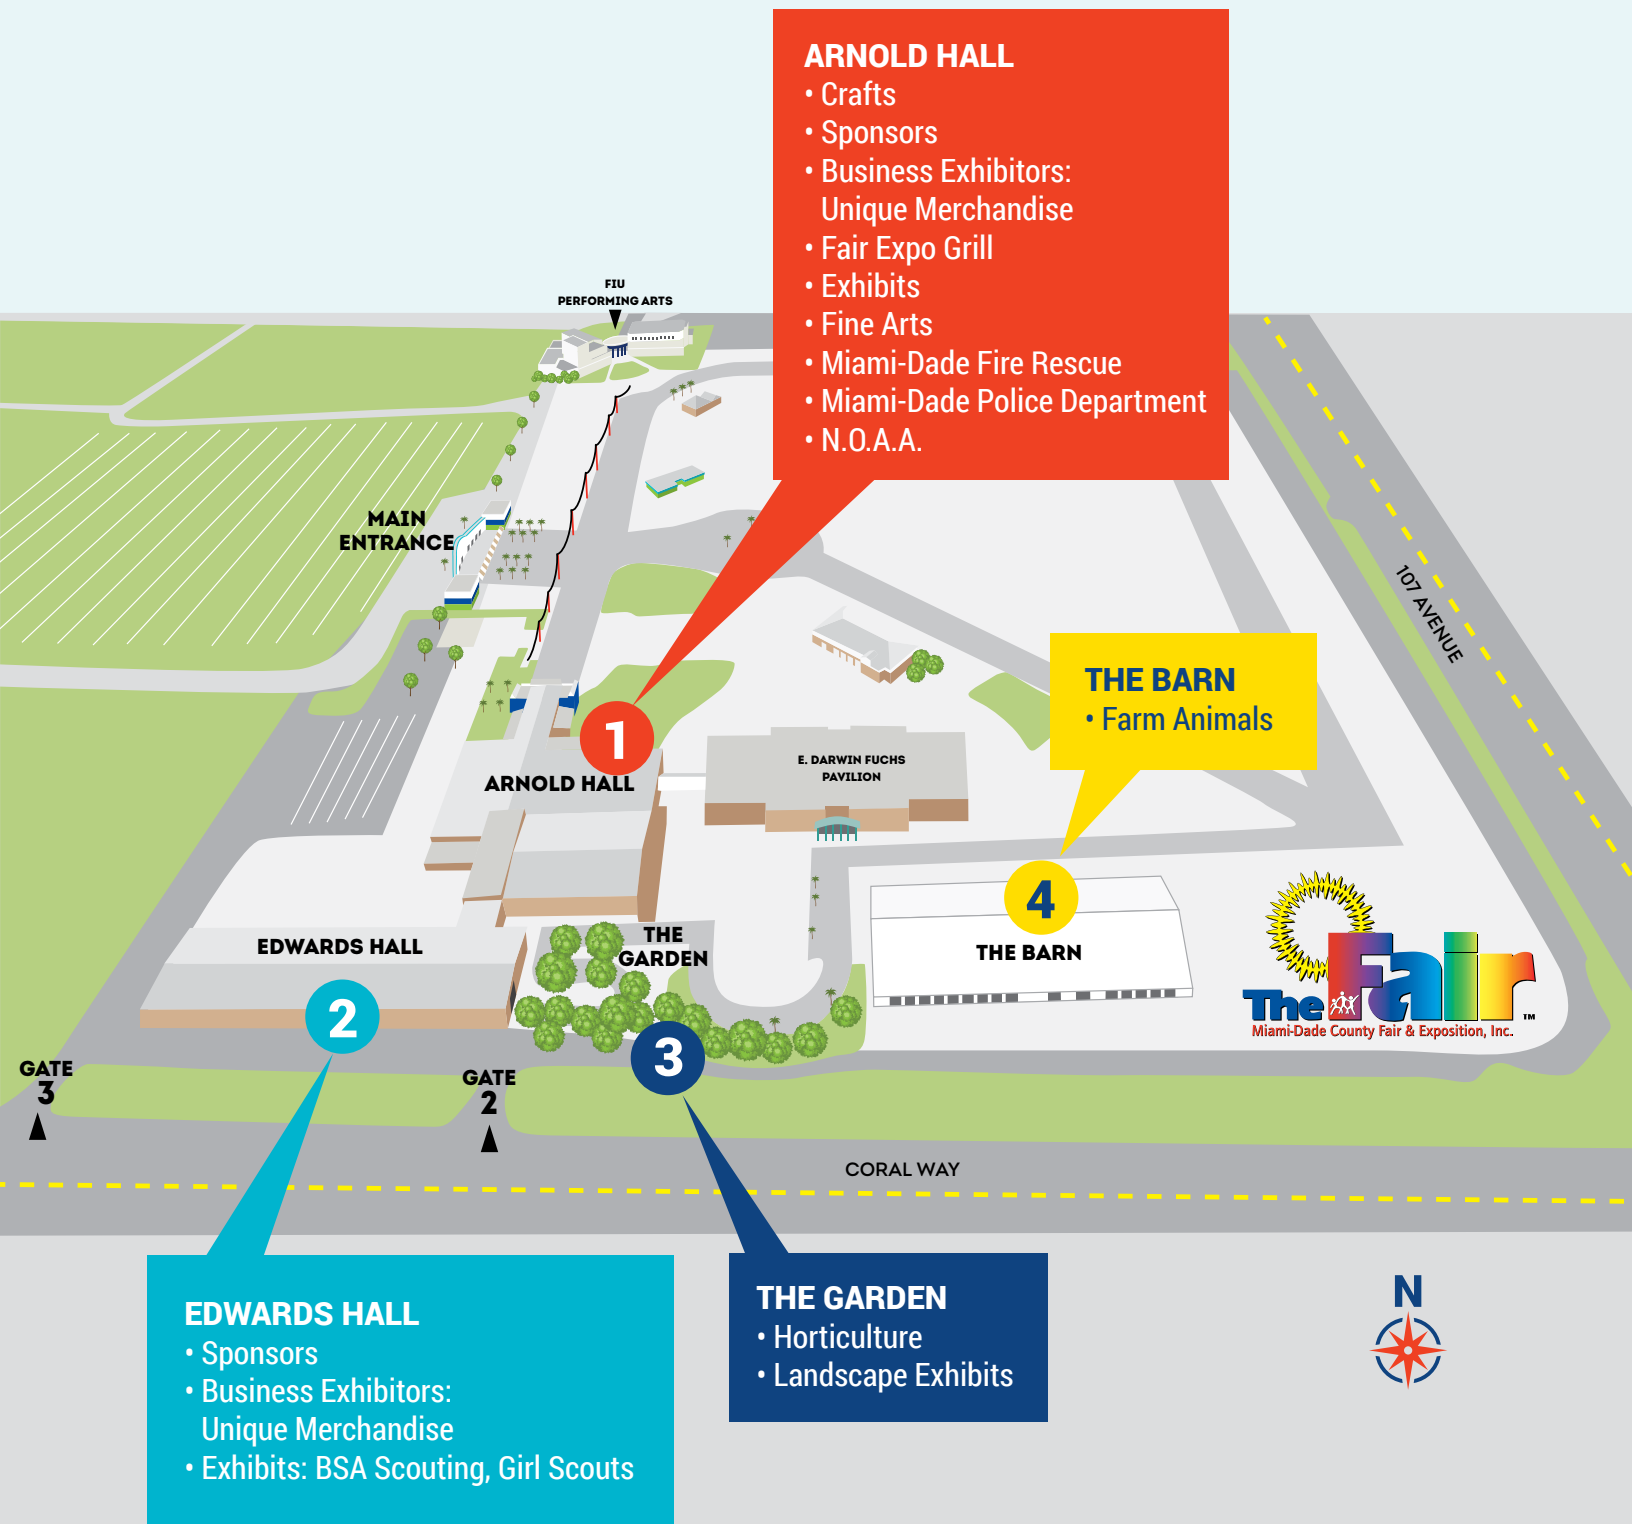 ARNOLD HALL
• Crafts
• Sponsors
• Business Exhibitors:
Unique Merchandise
• Fair Expo Grill
• Exhibits
• Fine Arts
• Miami-Dade Fire Rescue
• Miami-Dade Police Department
• N.O.A.A.
FIU
PERFORMING ARTS
MAIN
ENTRANCE
107 AVENUE
THE BARN
• Farm Animals
1
ARNOLD HALL
E. DARWIN FUCHS
PAVILION
4
THE BARN
THE
GARDEN
EDWARDS HALL
2
3
The Fair ™
Miami-Dade County Fair & Exposition, Inc.
GATE
3
GATE
2
CORAL WAY
EDWARDS HALL
• Sponsors
• Business Exhibitors:
Unique Merchandise
• Exhibits: BSA Scouting, Girl Scouts
THE GARDEN
• Horticulture
• Landscape Exhibits
N